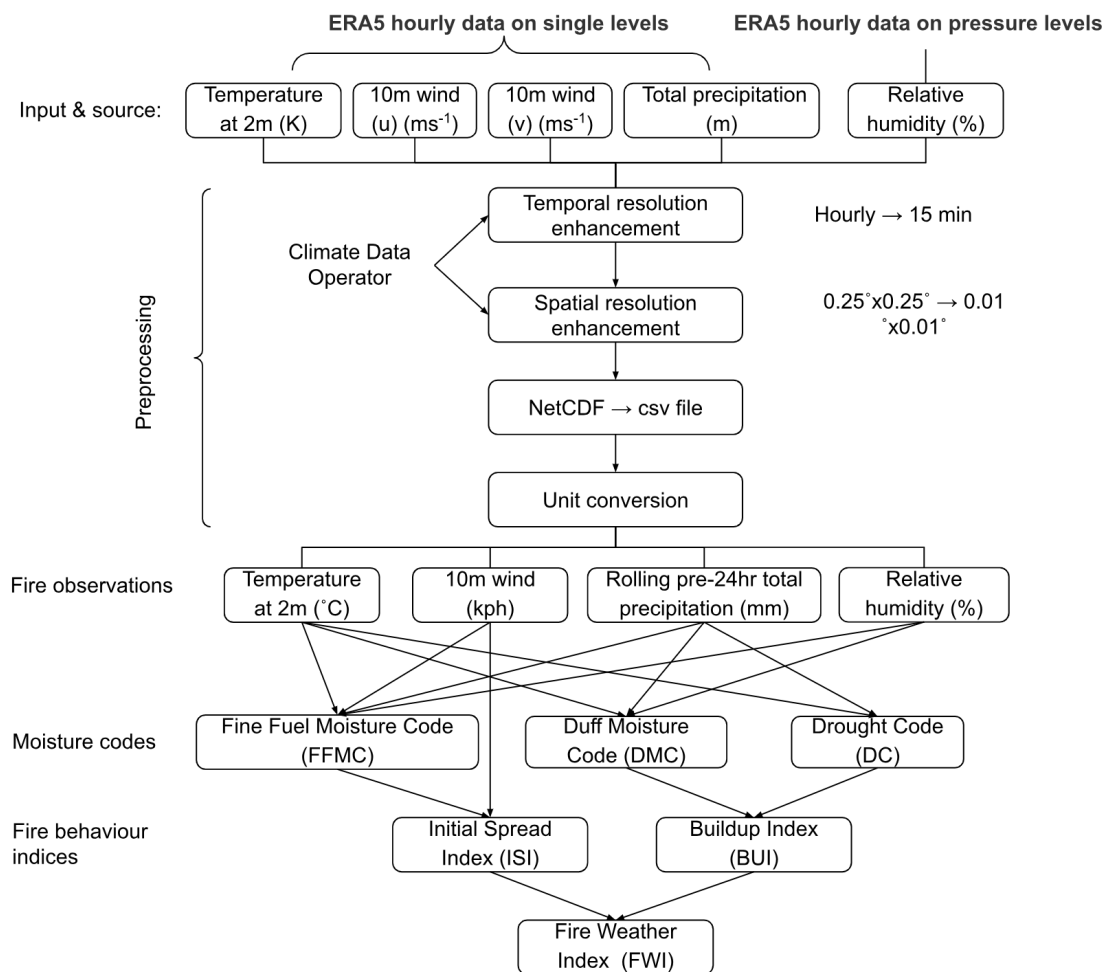 ERA5 hourly data on single levels
ERA5 hourly data on pressure levels
Input & source:
Temperature
at 2m (K)
10m wind
(u) (ms⁻¹)
10m wind
(v) (ms⁻¹)
Total precipitation
(m)
Relative
humidity (%)
Preprocessing
Climate Data
Operator
Temporal resolution
enhancement
Hourly → 15 min
Spatial resolution
enhancement
0.25˚x0.25˚ → 0.01
˚x0.01˚
NetCDF → csv file
Unit conversion
Fire observations
Temperature
at 2m (˚C)
10m wind
(kph)
Rolling pre-24hr total
precipitation (mm)
Relative
humidity (%)
Moisture codes
Fine Fuel Moisture Code
(FFMC)
Duff Moisture
Code (DMC)
Drought Code
(DC)
Fire behaviour
indices
Initial Spread
Index (ISI)
Buildup Index
(BUI)
Fire Weather
Index (FWI)